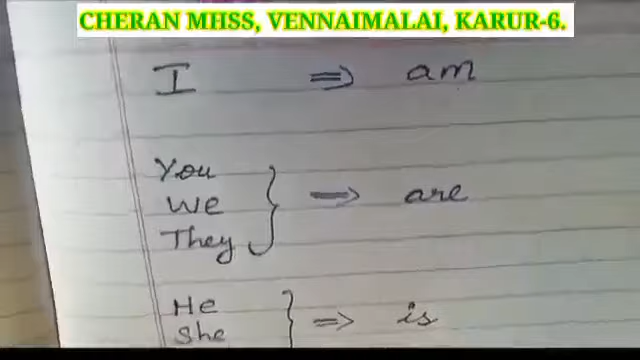 CHERAN MHSS, VENNAIMALAI, KARUR-6.
I ⇒ am
You
We } ⇒ are
They
He } ⇒ is
She